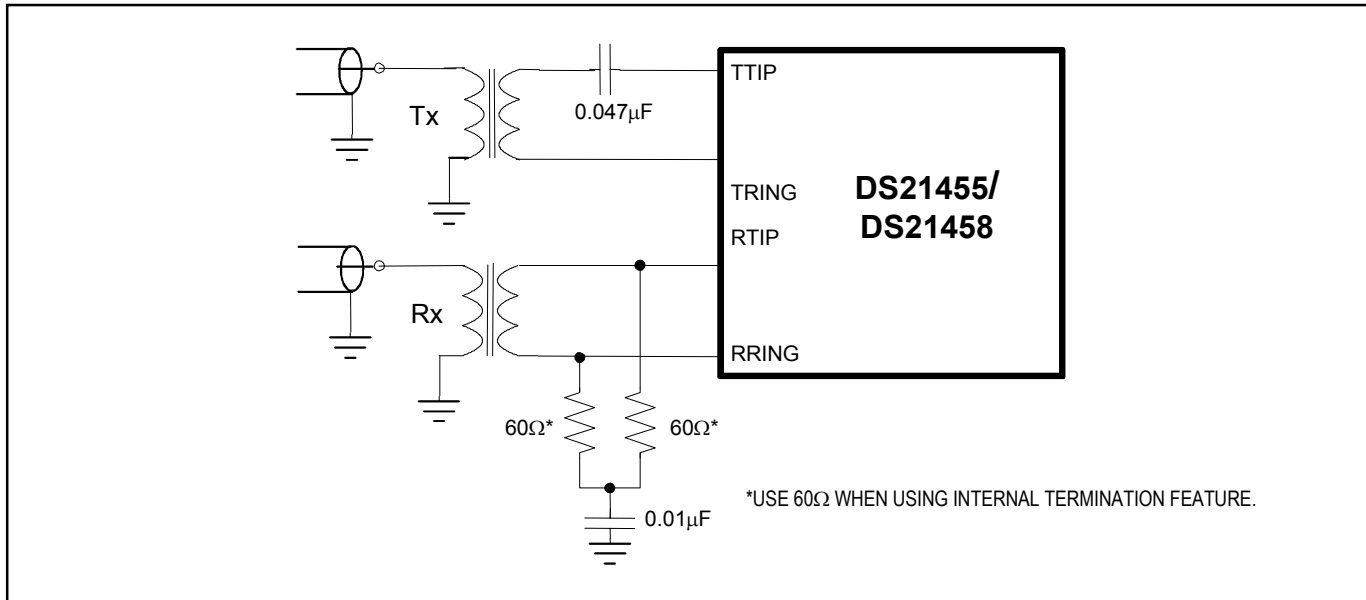 TTIP
0.047μF
Tx
TRING
DS21455/
DS21458
RTIP
Rx
RRING
60Ω*
60Ω*
*USE 60Ω WHEN USING INTERNAL TERMINATION FEATURE.
0.01μF